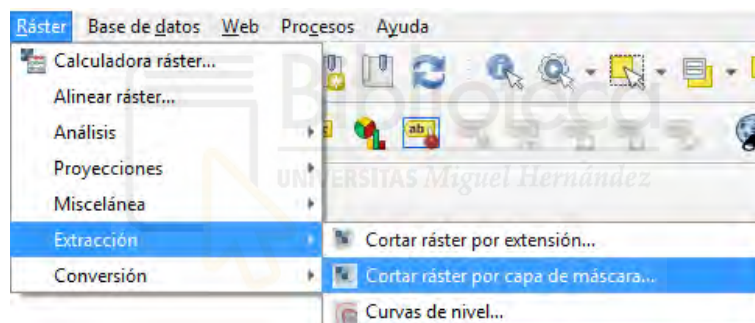 Ráster Base de datos Web Procesos Ayuda
Calculadora ráster...
Alinear ráster...
Análisis
Proyecciones
Miscelánea
Extracción
Conversión
Cortar ráster por extensión...
Cortar ráster por capa de máscara...
Curvas de nivel...
abc
Biblioteca
UNIVERSITAS Miguel Hernández